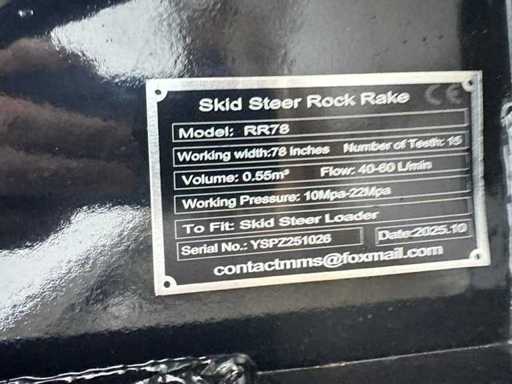 Skid Steer Rock Rake CE
Model: RR78
Working width:78 inches Number of Teeth: 15
Volume: 0.55m³ Flow: 40-60 L/min
Working Pressure: 10Mpa-22Mpa
To Fit: Skid Steer Loader
Serial No.: YSPZ251026 Date:2025.10
contactmms@foxmail.com